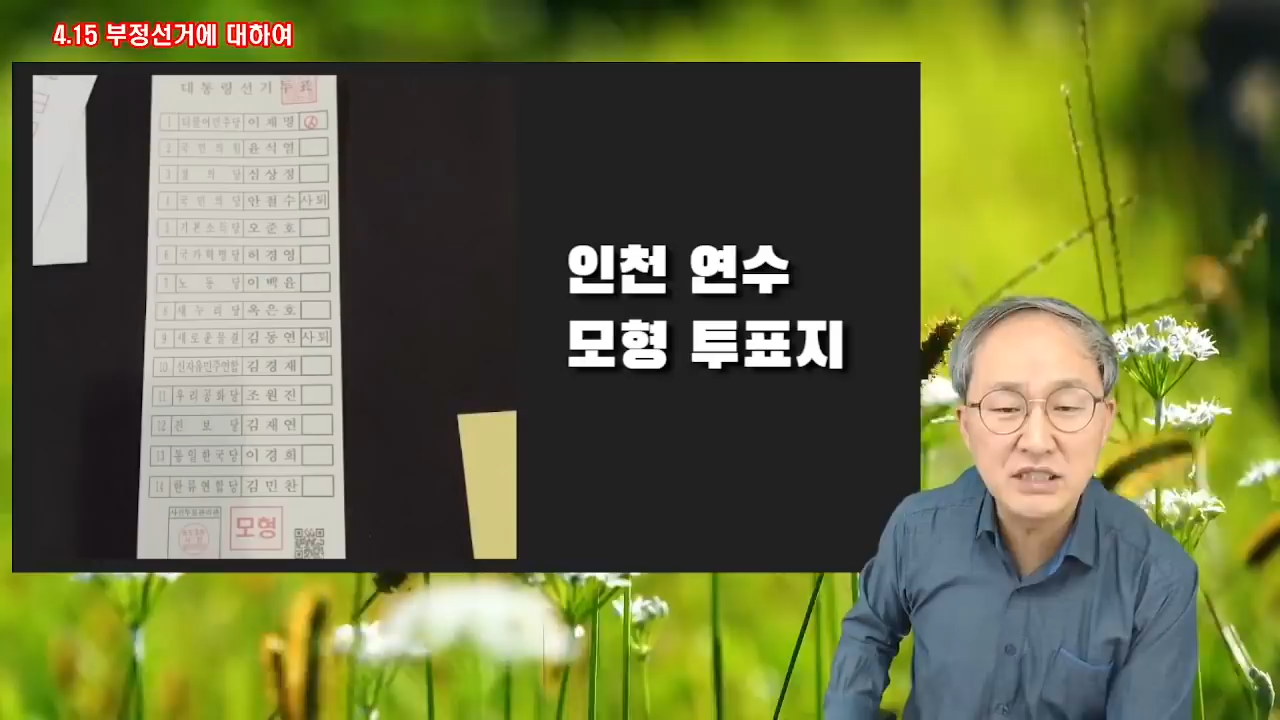 4.15 부정선거에 대하여
대통령선거투표
1 더불어민주당 이재명
2 국민의힘 윤석열
3 정의당 심상정
4 국민의당 안철수 사퇴
5 기본소득당 오준호
6 국가혁명당 허경영
7 노동당 이백윤
8 새누리당 옥은호
9 새로운물결 김동연 사퇴
10 신자유민주연합 김경재
11 우리공화당 조원진
12 진보당 김재연
13 통일한국당 이경희
14 한류연합당 김민찬
사전투표관리관
모형
인천 연수
모형 투표지